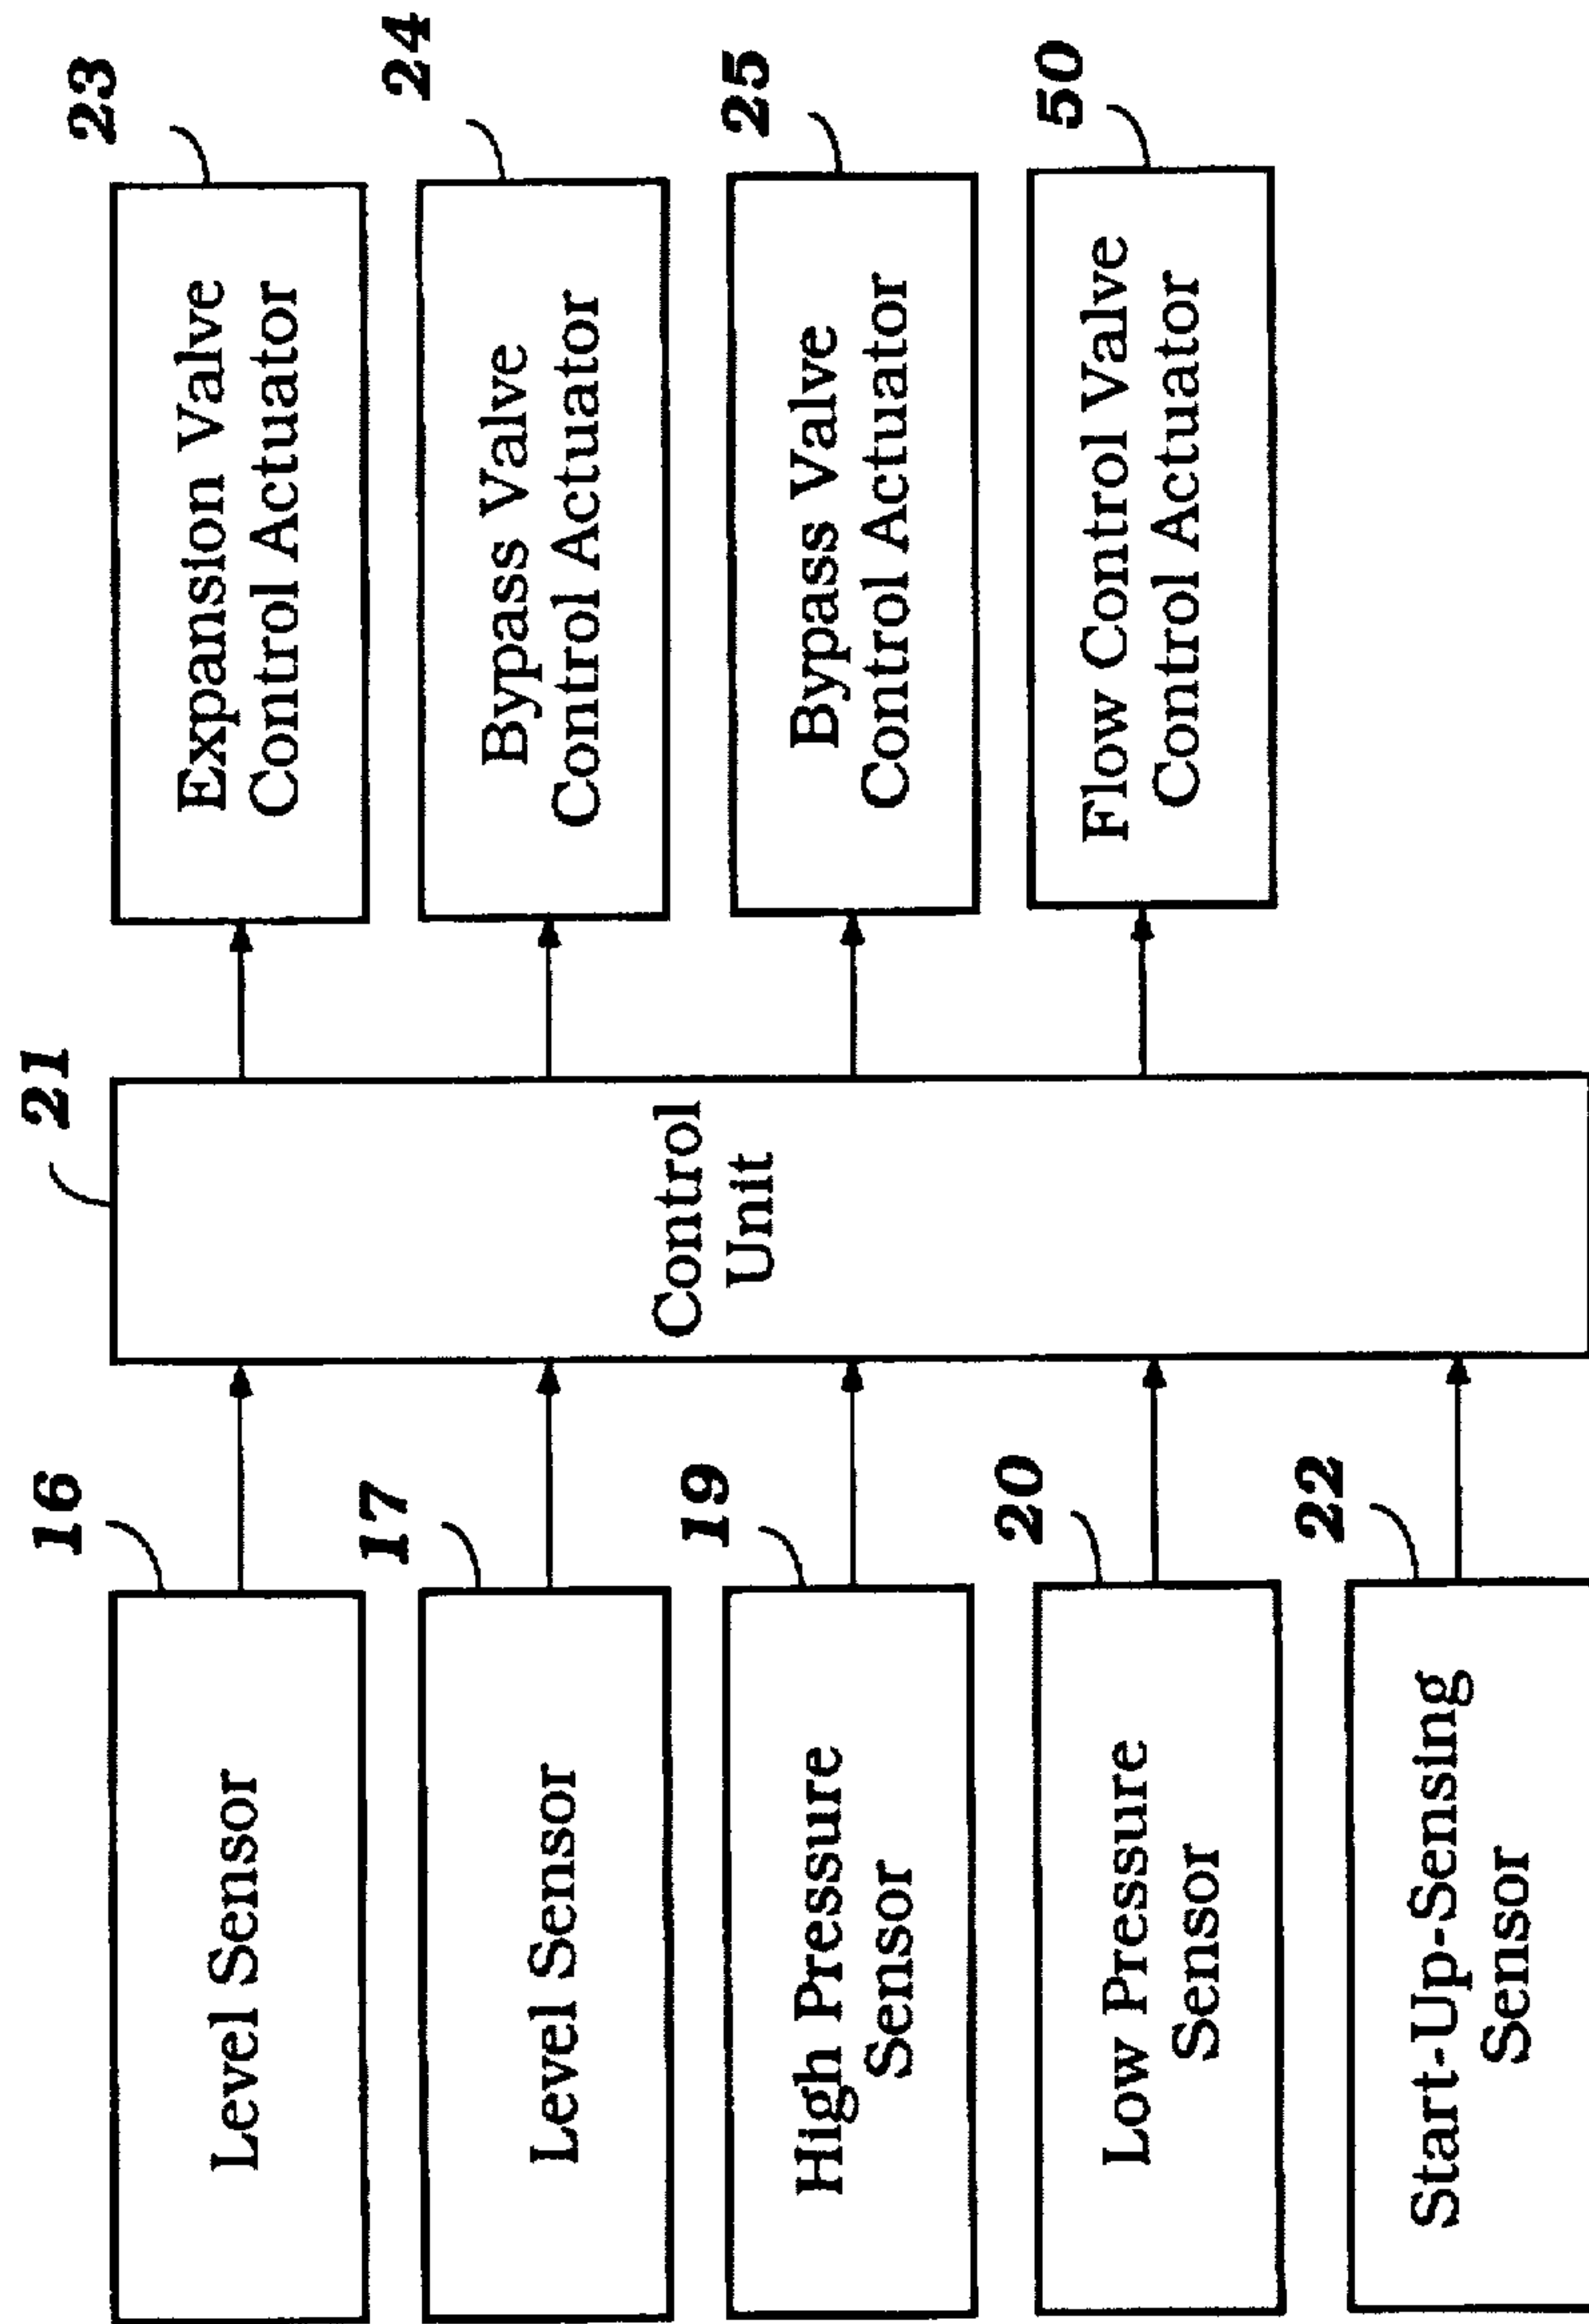 16
Level Sensor
17
Level Sensor
19
High Pressure
Sensor
20
Low Pressure
Sensor
22
Start-Up-Sensing
Sensor
21
Control
Unit
23
Expansion Valve
Control Actuator
24
Bypass Valve
Control Actuator
25
Bypass Valve
Control Actuator
50
Flow Control Valve
Control Actuator